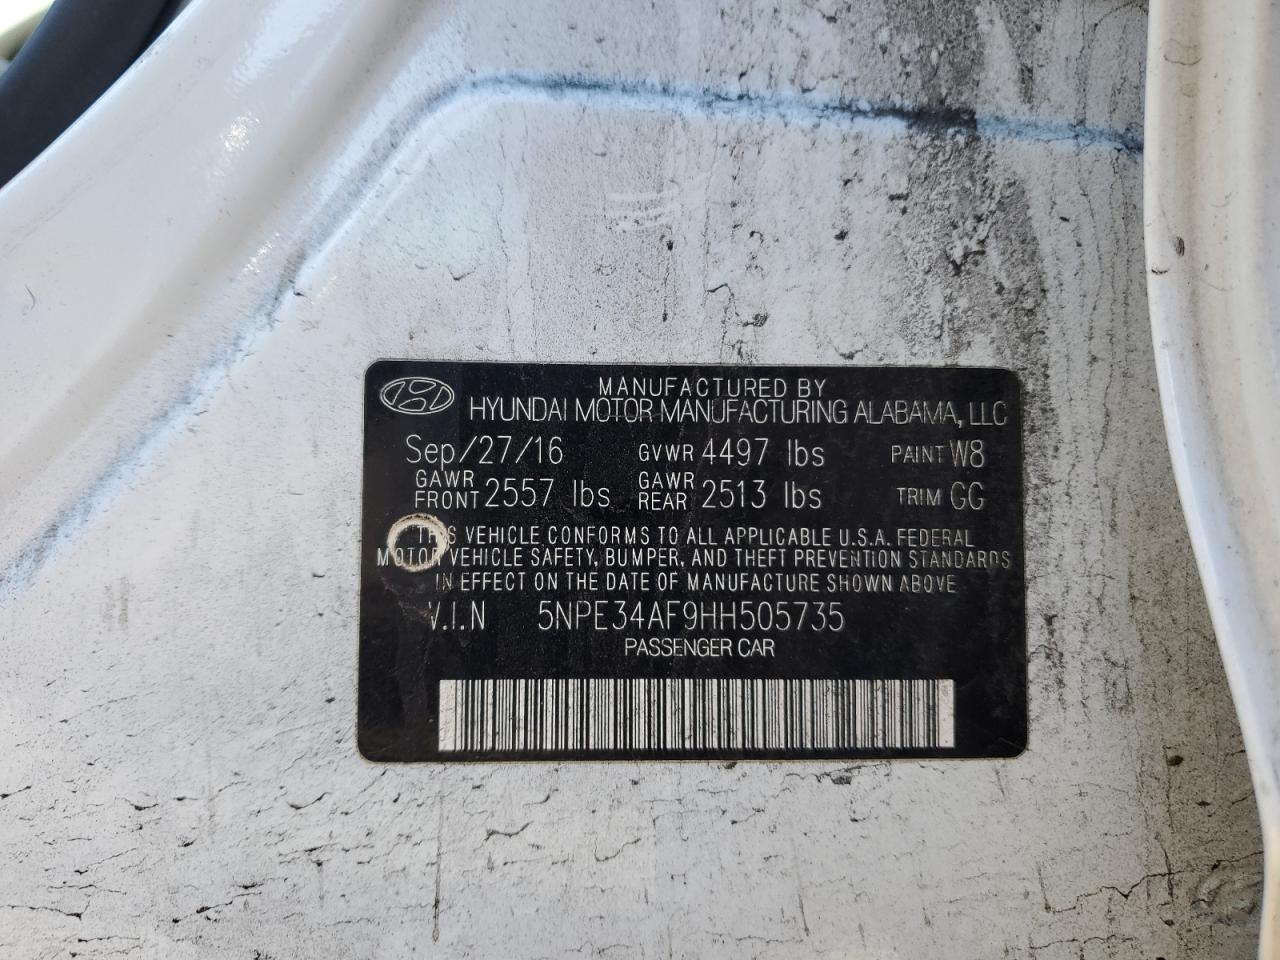 MANUFACTURED BY
HYUNDAI MOTOR MANUFACTURING ALABAMA, LLC
Sep/27/16 GVWR 4497 lbs PAINT W8
GAWR FRONT 2557 lbs GAWR REAR 2513 lbs TRIM GG
THIS VEHICLE CONFORMS TO ALL APPLICABLE U.S.A. FEDERAL
MOTOR VEHICLE SAFETY, BUMPER, AND THEFT PREVENTION STANDARDS
IN EFFECT ON THE DATE OF MANUFACTURE SHOWN ABOVE
V.I.N 5NPE34AF9HH505735
PASSENGER CAR